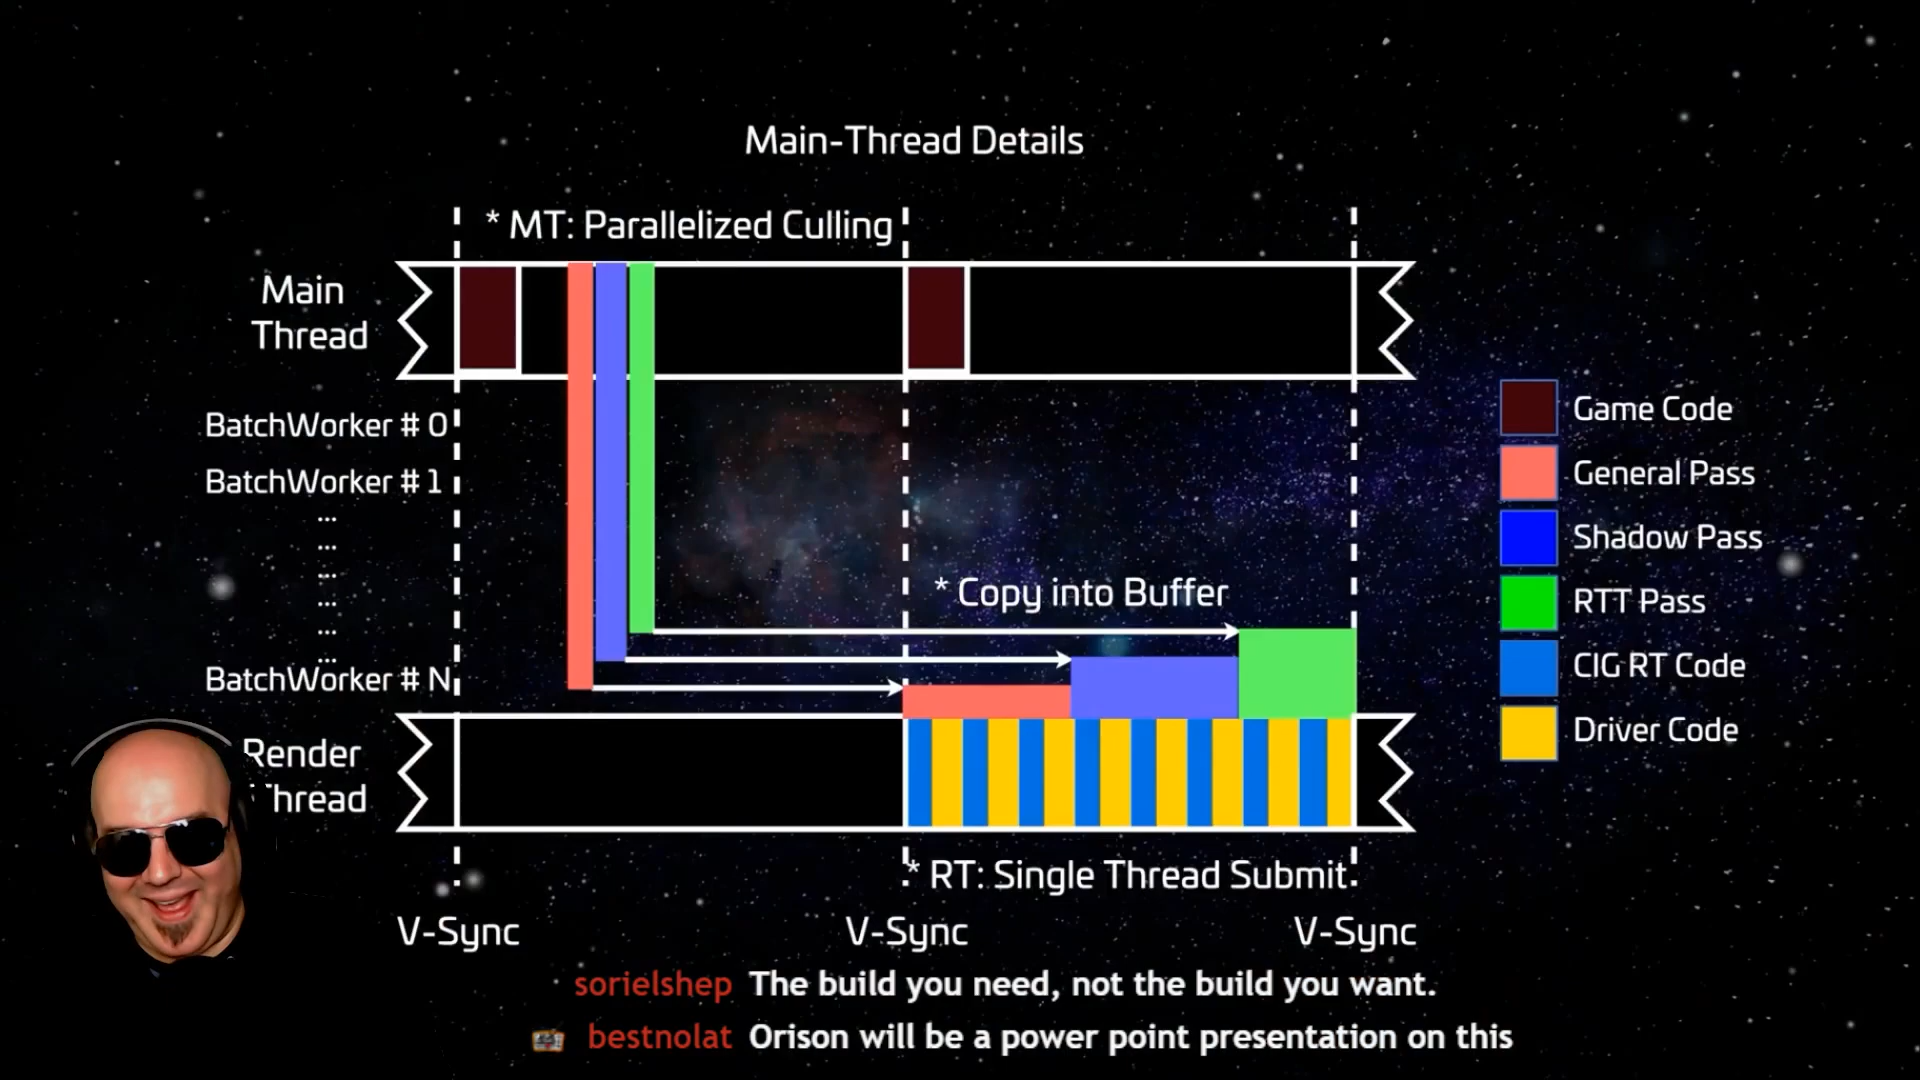 Main-Thread Details
* MT: Parallelized Culling
Main
Thread
BatchWorker # 0
BatchWorker # 1
...
...
...
...
...
...
BatchWorker # N
* Copy into Buffer
Game Code
General Pass
Shadow Pass
RTT Pass
CIG RT Code
Driver Code
Render
Thread
* RT: Single Thread Submit
V-Sync
V-Sync
V-Sync
sorielshep The build you need, not the build you want.
bestnolat Orison will be a power point presentation on this